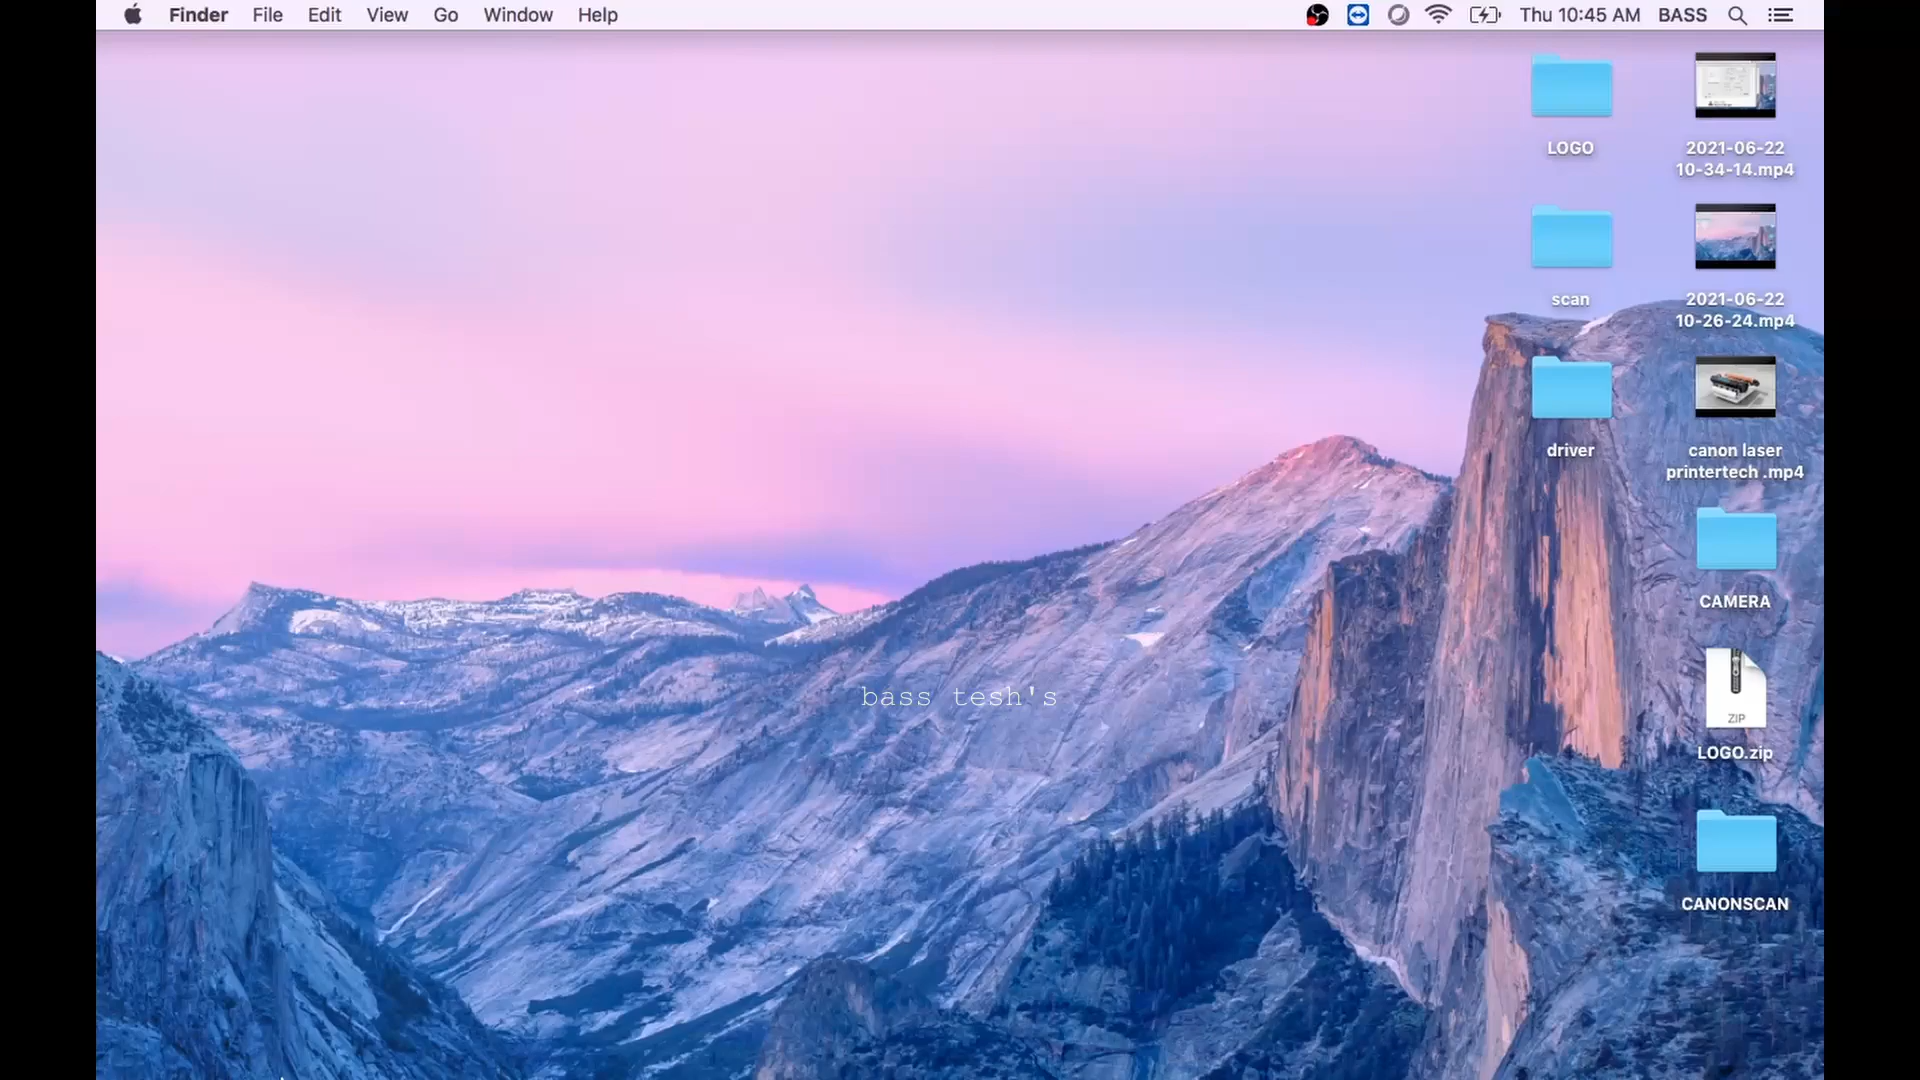 Finder File Edit View Go Window Help Thu 10:45 AM BASS
LOGO
2021-06-22
10-34-14.mp4
scan
2021-06-22
10-26-24.mp4
driver
canon laser
printertech .mp4
CAMERA
bass tesh's
ZIP
LOGO.zip
CANONSCAN